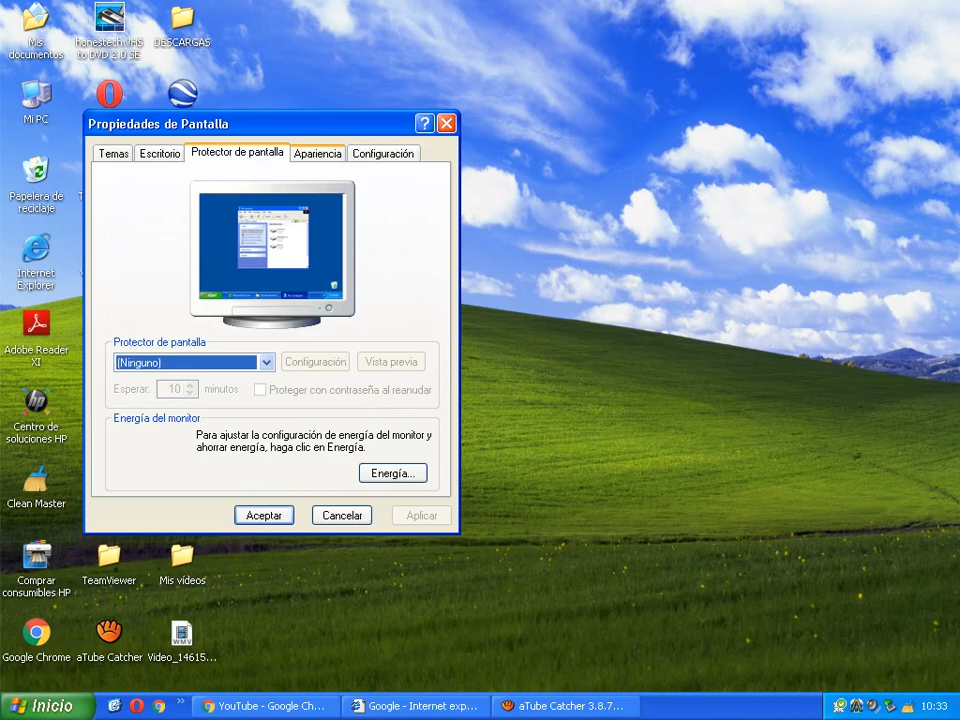 Mis documentos
honestech VHS to DVD 2.0 SE
DESCARGAS
Mi PC
Propiedades de Pantalla
Temas
Escritorio
Protector de pantalla
Apariencia
Configuración
Papelera de reciclaje
Internet Explorer
Adobe Reader XI
Protector de pantalla
(Ninguno)
Configuración
Vista previa
Esperar:
10
minutos
Proteger con contraseña al reanudar
Energía del monitor
Para ajustar la configuración de energía del monitor y
ahorrar energía, haga clic en Energía.
Energía...
Centro de soluciones HP
Clean Master
Aceptar
Cancelar
Aplicar
Comprar consumibles HP
TeamViewer
Mis vídeos
Google Chrome
aTube Catcher
WMV
Video_14615...
Inicio
YouTube - Google Ch...
Google - Internet exp...
aTube Catcher 3.8.7...
10:33